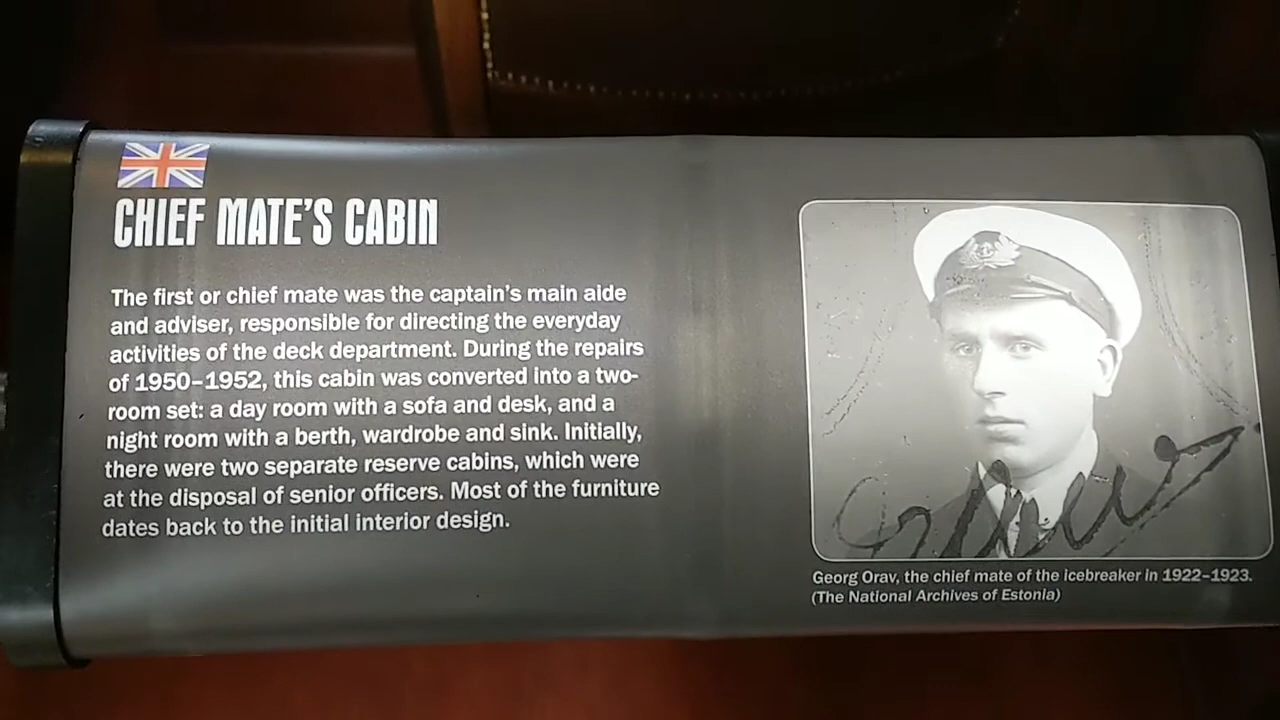 CHIEF MATE'S CABIN
The first or chief mate was the captain's main aide
and adviser, responsible for directing the everyday
activities of the deck department. During the repairs
of 1950–1952, this cabin was converted into a two-
room set: a day room with a sofa and desk, and a
night room with a berth, wardrobe and sink. Initially,
there were two separate reserve cabins, which were
at the disposal of senior officers. Most of the furniture
dates back to the initial interior design.
Georg Orav, the chief mate of the icebreaker in 1922–1923.
(The National Archives of Estonia)